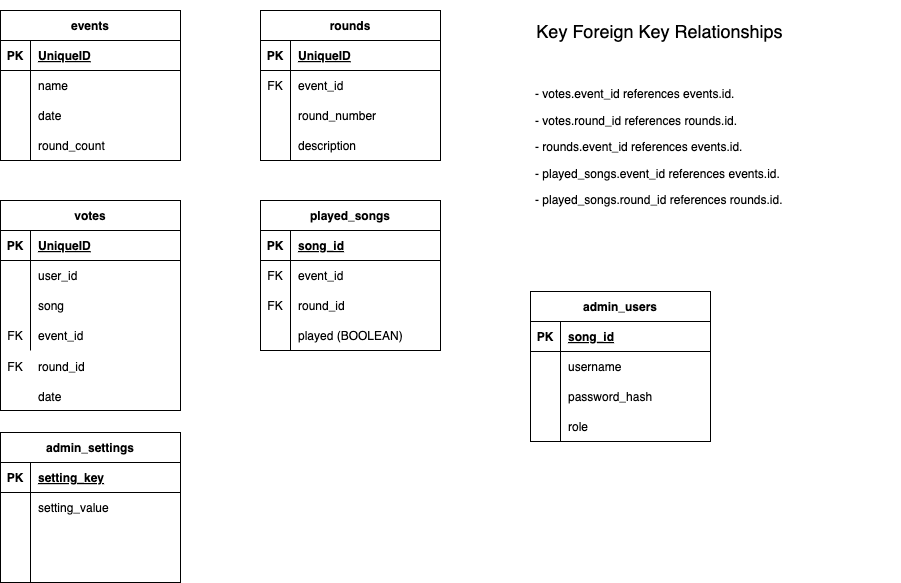 events
PK UniqueID
name
date
round_count
rounds
PK UniqueID
FK event_id
round_number
description
Key Foreign Key Relationships
- votes.event_id references events.id.
- votes.round_id references rounds.id.
- rounds.event_id references events.id.
- played_songs.event_id references events.id.
- played_songs.round_id references rounds.id.
votes
PK UniqueID
user_id
song
FK event_id
FK round_id
date
played_songs
PK song_id
FK event_id
FK round_id
played (BOOLEAN)
admin_users
PK song_id
username
password_hash
role
admin_settings
PK setting_key
setting_value